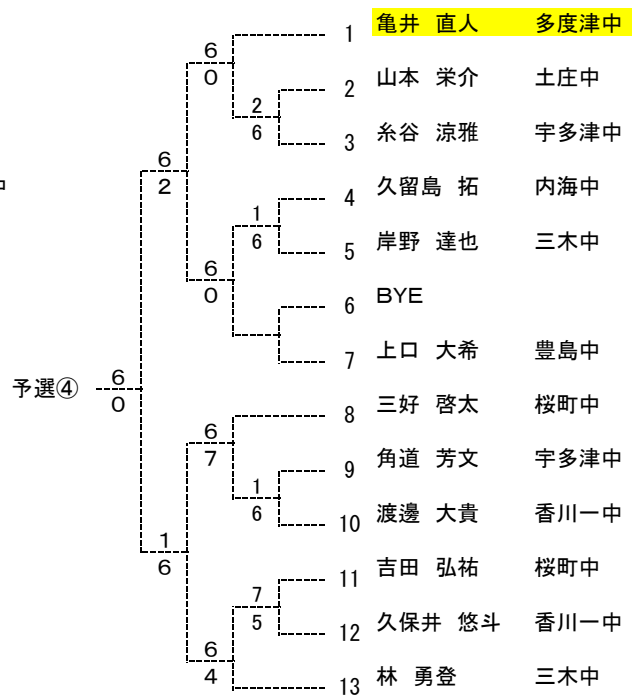 1 亀井 直人 多度津中
6
0
2 山本 栄介 土庄中
2
6
3 糸谷 涼雅 宇多津中
6
2
中
4 久留島 拓 内海中
1
6
5 岸野 達也 三木中
6
0
6 BYE
7 上口 大希 豊島中
予選④
6
0
8 三好 啓太 桜町中
6
7
9 角道 芳文 宇多津中
1
6
10 渡邊 大貴 香川一中
1
6
11 吉田 弘祐 桜町中
7
5
12 久保井 悠斗 香川一中
6
4
13 林 勇登 三木中